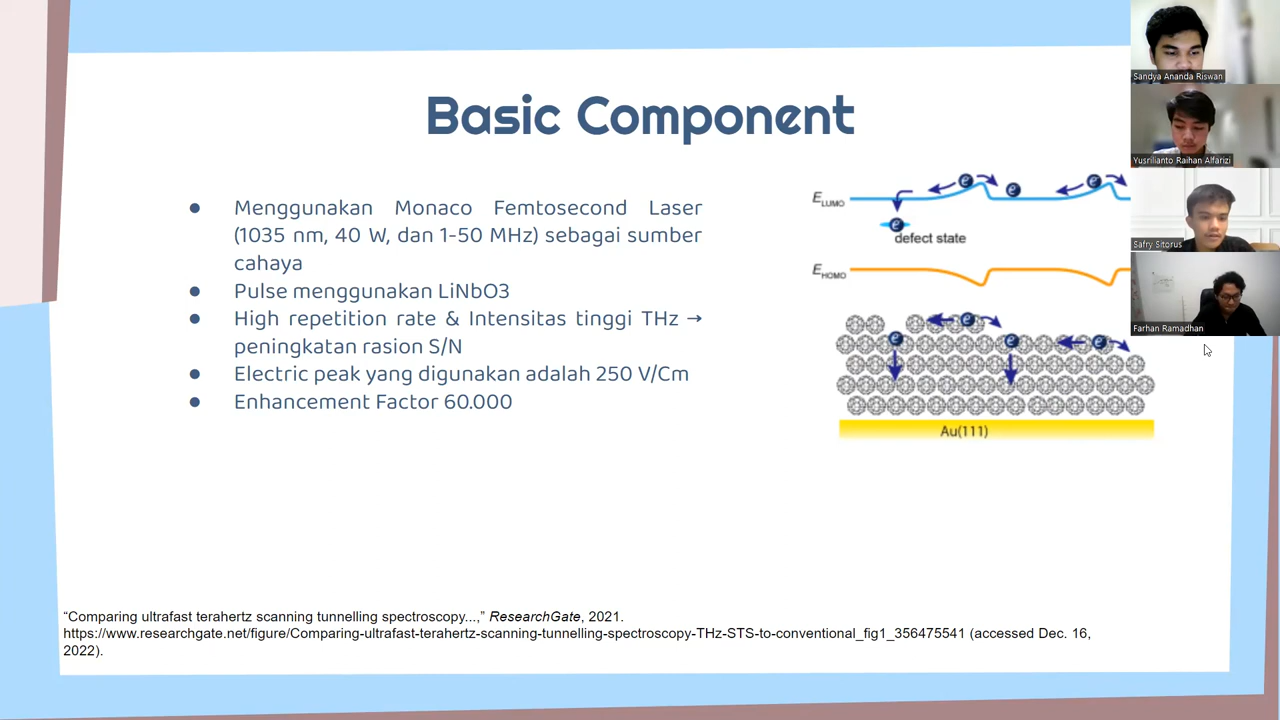 Basic Component
● Menggunakan Monaco Femtosecond Laser
(1035 nm, 40 W, dan 1-50 MHz) sebagai sumber
cahaya
● Pulse menggunakan LiNbO3
● High repetition rate & Intensitas tinggi THz →
peningkatan rasion S/N
● Electric peak yang digunakan adalah 250 V/Cm
● Enhancement Factor 60.000
E_LUMO
e
e
e
e
defect state
E_HOMO
e
e
e
e
Au(111)
Sandya Ananda Riswan
Yusrilianto Raihan Alfarizi
Safry Sitorus
Farhan Ramadhan
“Comparing ultrafast terahertz scanning tunnelling spectroscopy...,” ResearchGate, 2021.
https://www.researchgate.net/figure/Comparing-ultrafast-terahertz-scanning-tunnelling-spectroscopy-THz-STS-to-conventional_fig1_356475541 (accessed Dec. 16,
2022).